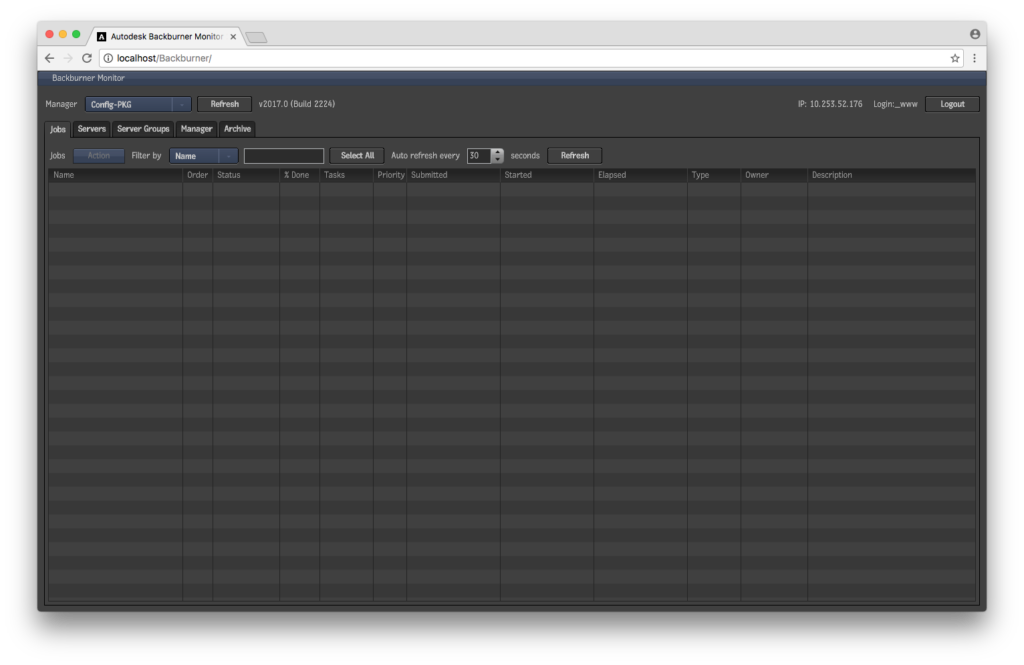 Autodesk Backburner Monitor
localhost/Backburner/
Backburner Monitor
Manager Config-PKG Refresh v2017.0 (Build 2224) IP: 10.253.52.176 Login:_www Logout
Jobs Servers Server Groups Manager Archive
Jobs Action Filter by Name Select All Auto refresh every 30 seconds Refresh
Name Order Status % Done Tasks Priority Submitted Started Elapsed Type Owner Description